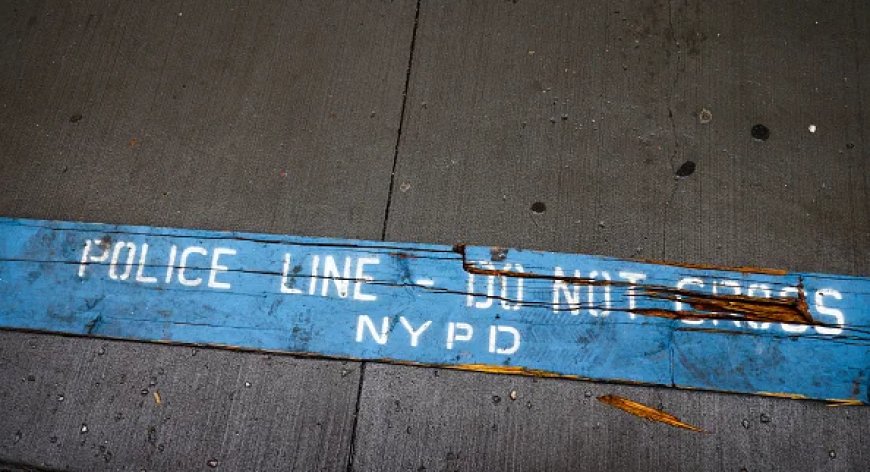 POLICE LINE - DO NOT CROSS
NYPD